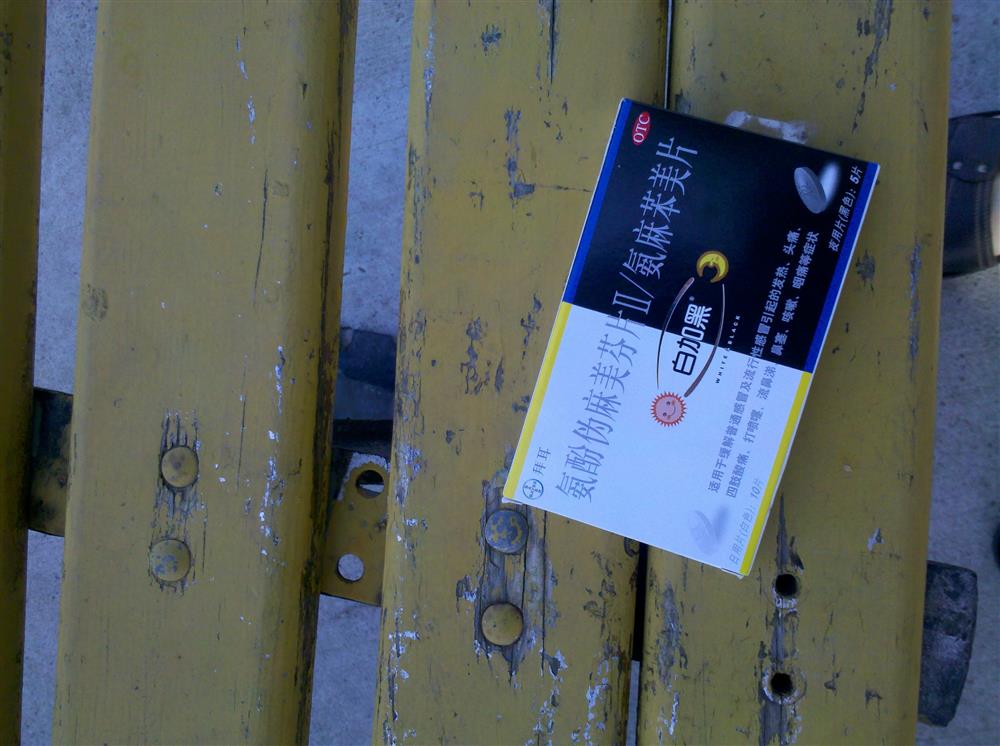 OTC
拜耳
氨酚伪麻美芬片Ⅱ/氨麻苯美片
白加黑®
WHITE BLACK
适用于缓解普通感冒及流行性感冒引起的发热、头痛、
四肢酸痛、打喷嚏、流鼻涕、鼻塞、咳嗽、咽痛等症状
日用片(白色): 10片
夜用片(黑色): 5片